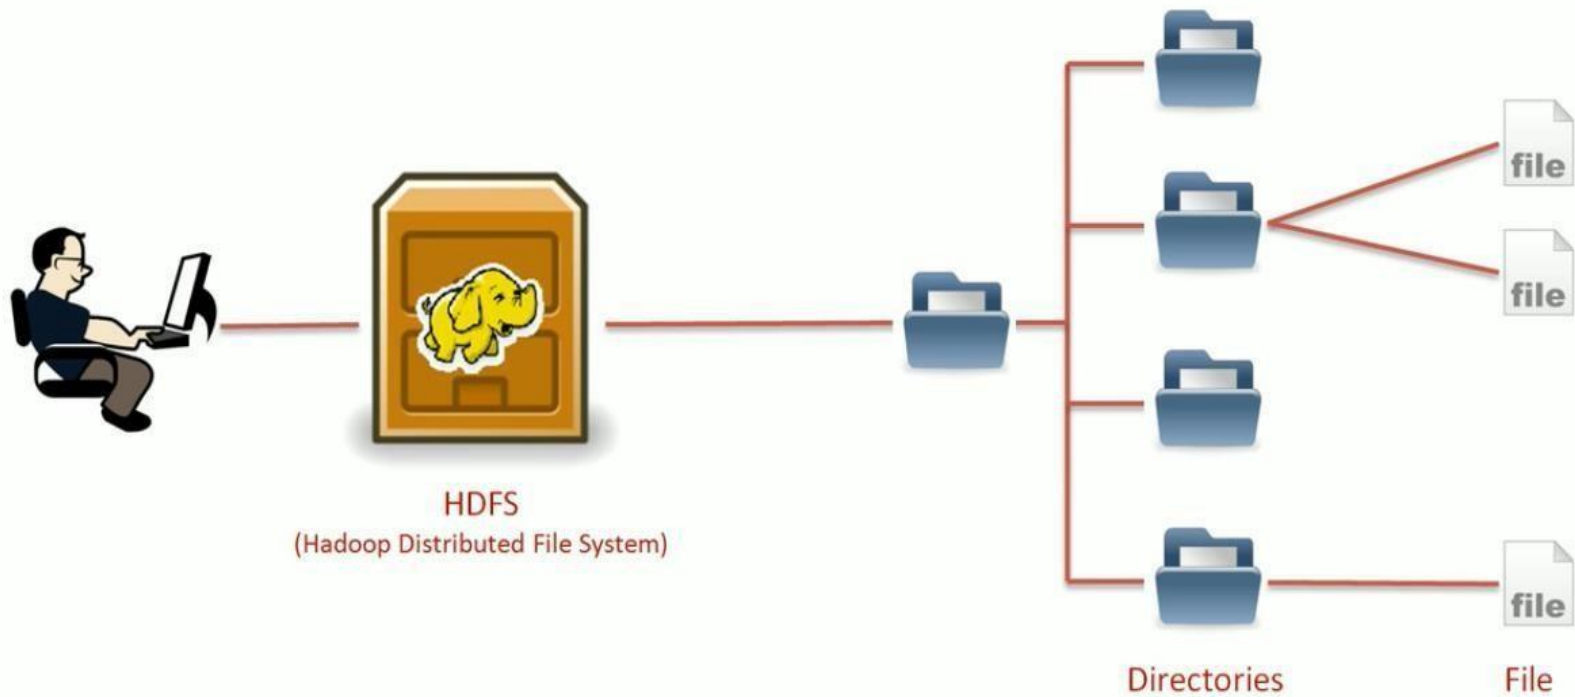 file
file
HDFS
(Hadoop Distributed File System)
file
Directories
File